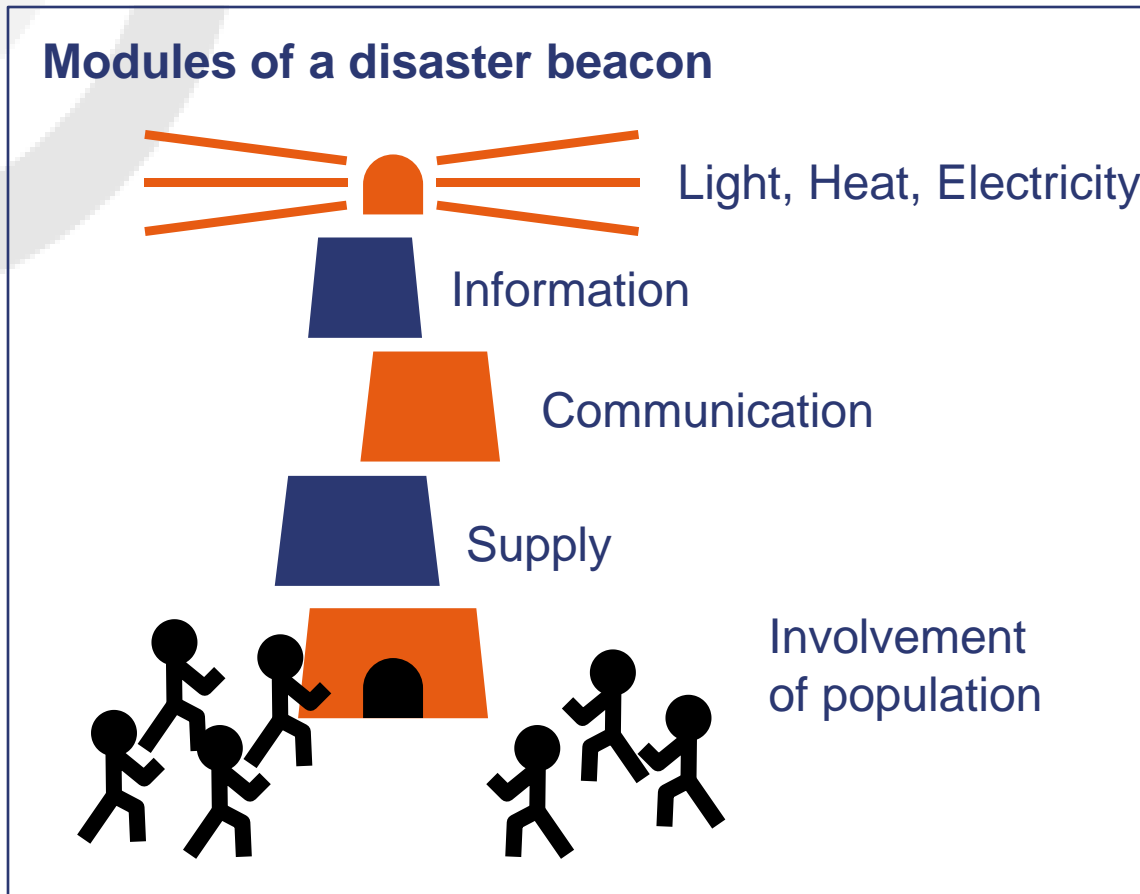 Modules of a disaster beacon
Light, Heat, Electricity
Information
Communication
Supply
Involvement
of population